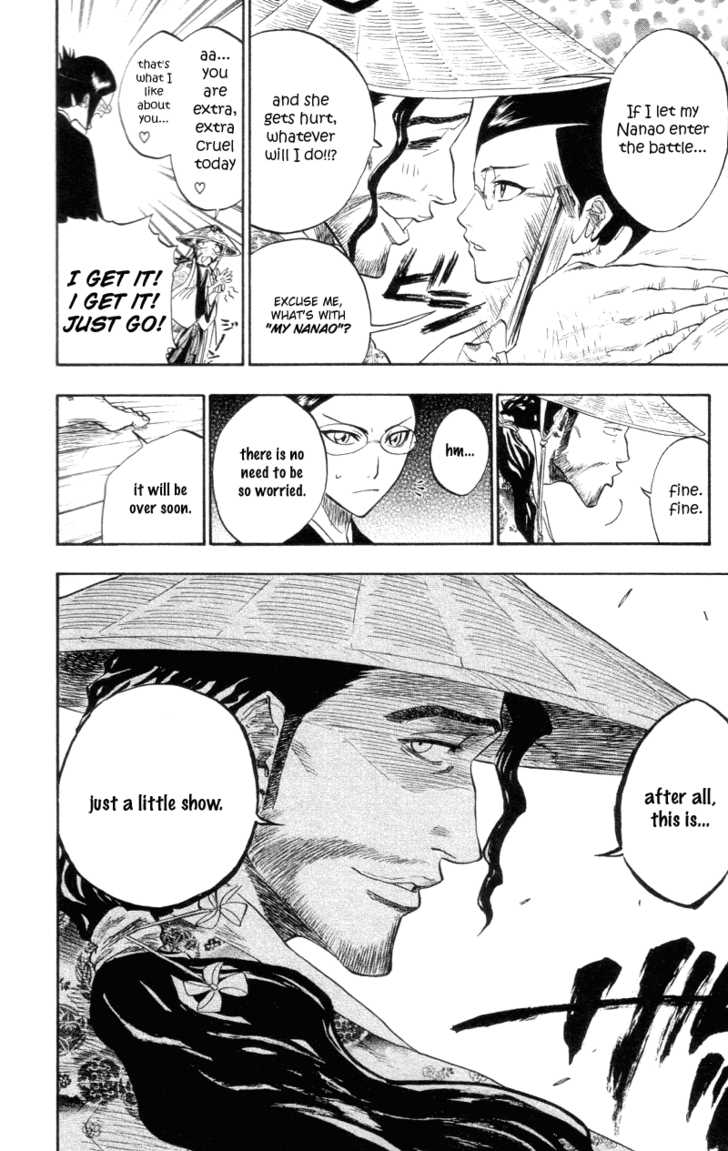 If I let my
Nanao enter
the battle...
and she
gets hurt,
whatever
will I do!!?
EXCUSE ME,
WHAT'S WITH
"MY NANAO"?
aa...
you
are
extra,
extra
cruel
today
♡
that's
what I
like
about
you...
♡
I GET IT!
I GET IT!
JUST GO!
fine.
fine.
hm...
there is no
need to be
so worried.
it will be
over soon.
after all,
this is...
just a little show.